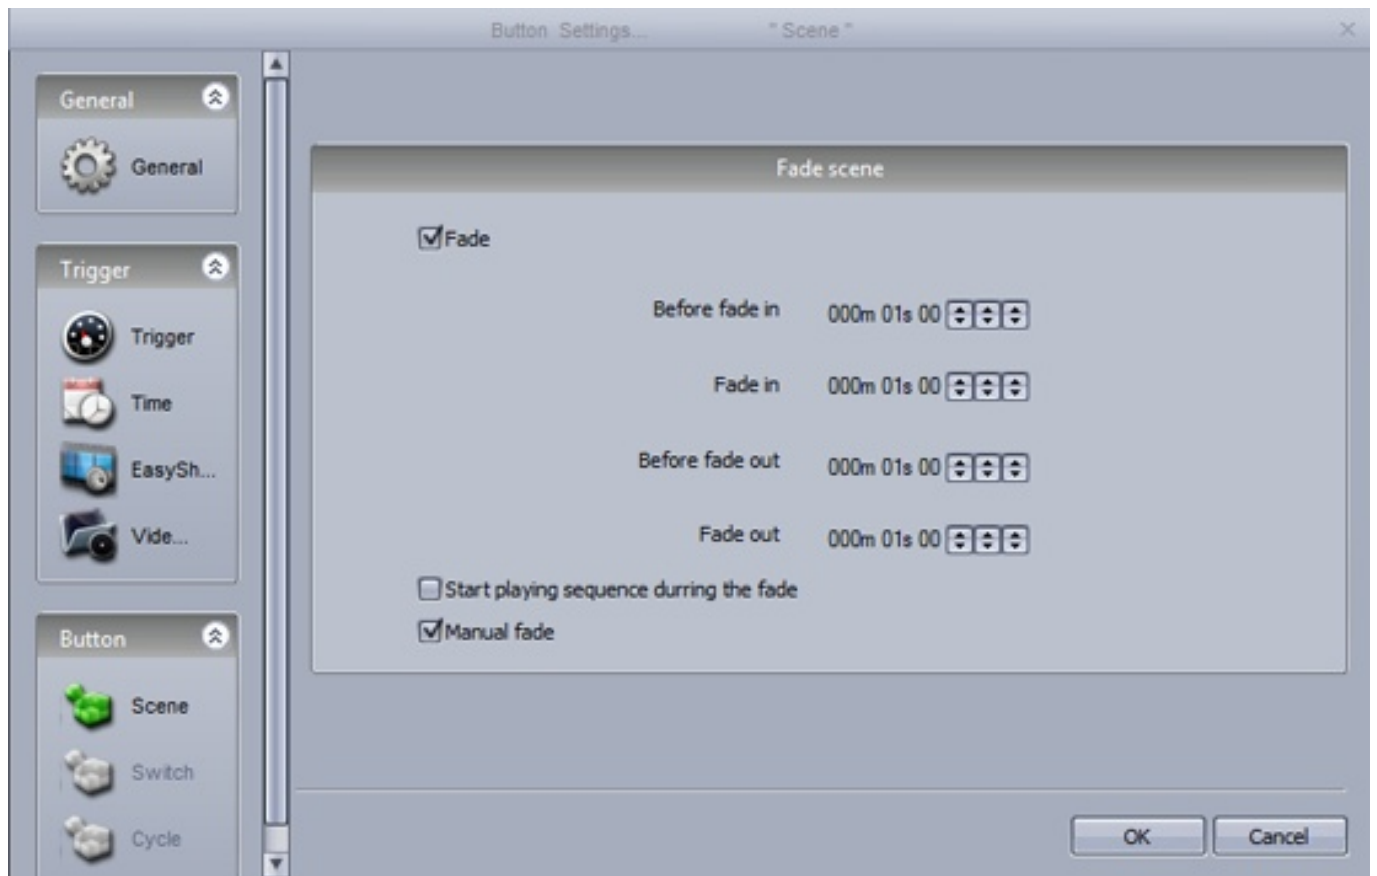 Button Settings... "Scene"
General
General
Trigger
Trigger
Time
EasySh...
Vide...
Button
Scene
Switch
Cycle
Fade scene
Fade
Before fade in 000m 01s 00
Fade in 000m 01s 00
Before fade out 000m 01s 00
Fade out 000m 01s 00
Start playing sequence durring the fade
Manual fade
OK Cancel